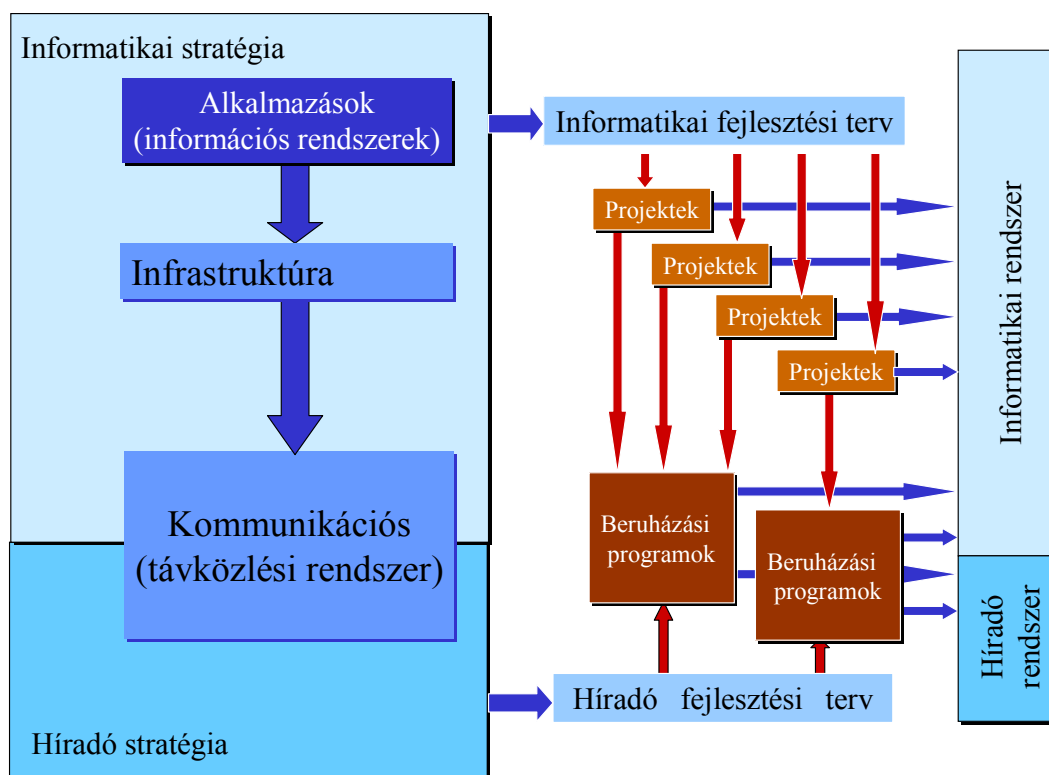 Informatikai stratégia
Alkalmazások
(információs rendszerek)
Infrastruktúra
Kommunikációs
(távközlési rendszer)
Híradó stratégia
Informatikai fejlesztési terv
Projektek
Projektek
Projektek
Projektek
Beruházási
programok
Beruházási
programok
Híradó fejlesztési terv
Informatikai rendszer
Híradó
rendszer